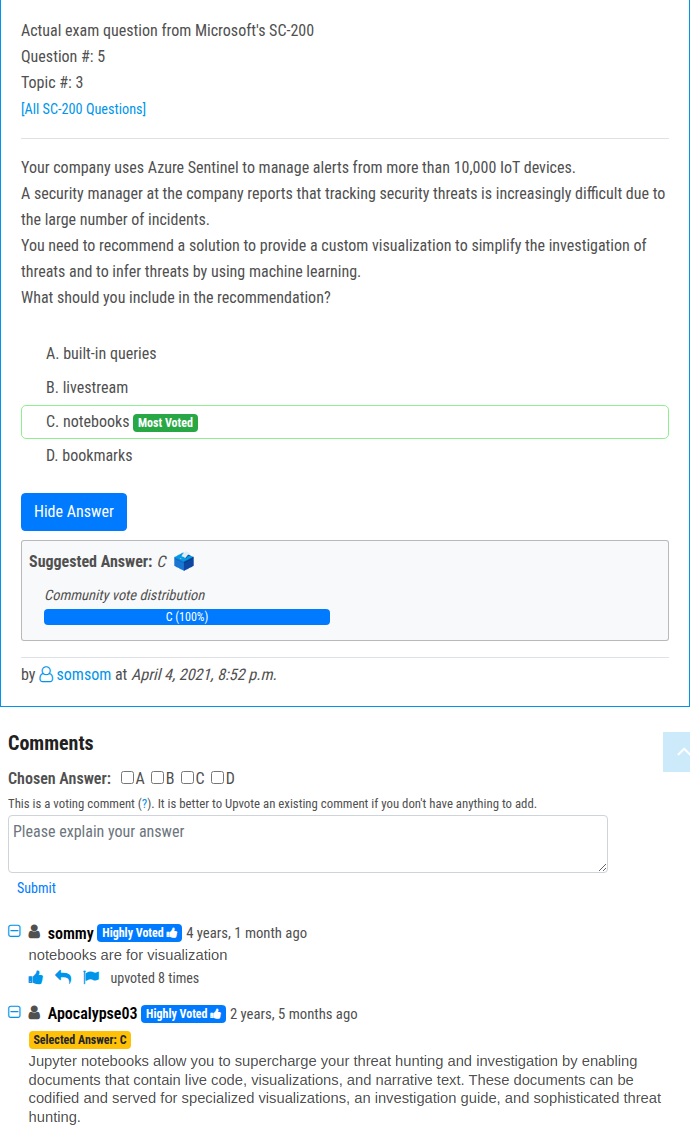 Actual exam question from Microsoft's SC-200
Question #: 5
Topic #: 3
[All SC-200 Questions]
Your company uses Azure Sentinel to manage alerts from more than 10,000 IoT devices.
A security manager at the company reports that tracking security threats is increasingly difficult due to
the large number of incidents.
You need to recommend a solution to provide a custom visualization to simplify the investigation of
threats and to infer threats by using machine learning.
What should you include in the recommendation?
A. built-in queries
B. livestream
C. notebooks Most Voted
D. bookmarks
Hide Answer
Suggested Answer: C
Community vote distribution
C (100%)
by somsom at April 4, 2021, 8:52 p.m.
Comments
Chosen Answer: A B C D
This is a voting comment (?). It is better to Upvote an existing comment if you don't have anything to add.
Please explain your answer
Submit
sommy Highly Voted 4 years, 1 month ago
notebooks are for visualization
upvoted 8 times
Apocalypse03 Highly Voted 2 years, 5 months ago
Selected Answer: C
Jupyter notebooks allow you to supercharge your threat hunting and investigation by enabling
documents that contain live code, visualizations, and narrative text. These documents can be
codified and served for specialized visualizations, an investigation guide, and sophisticated threat
hunting.